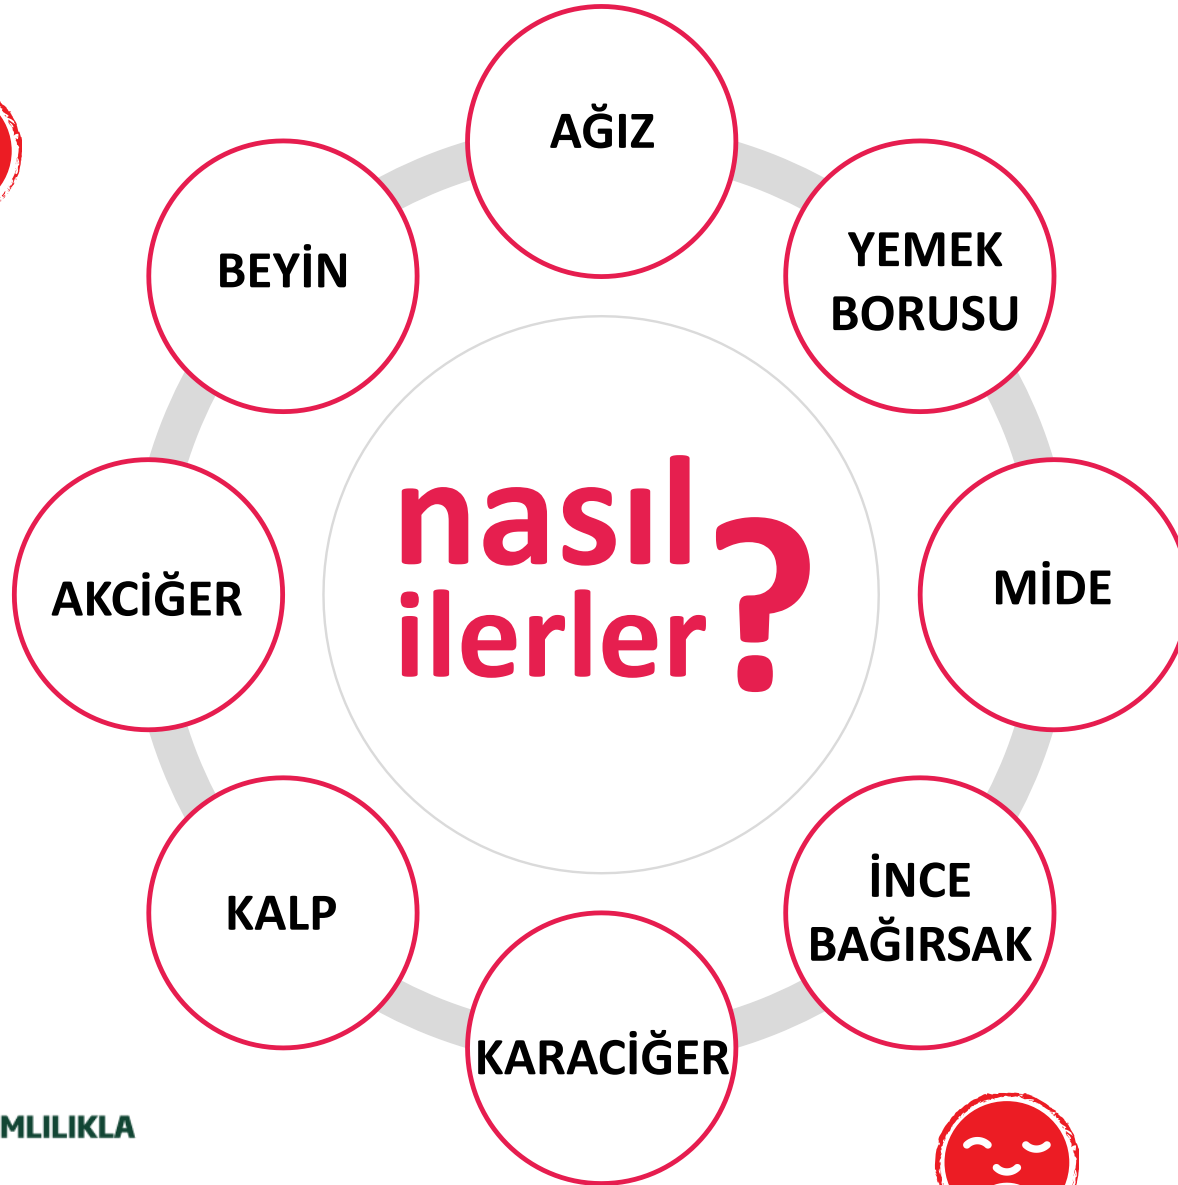 AĞIZ
YEMEK
BORUSU
MİDE
İNCE
BAĞIRSAK
KARACİĞER
KALP
AKCİĞER
BEYİN
nasıl
ilerler?
MLILIKLA